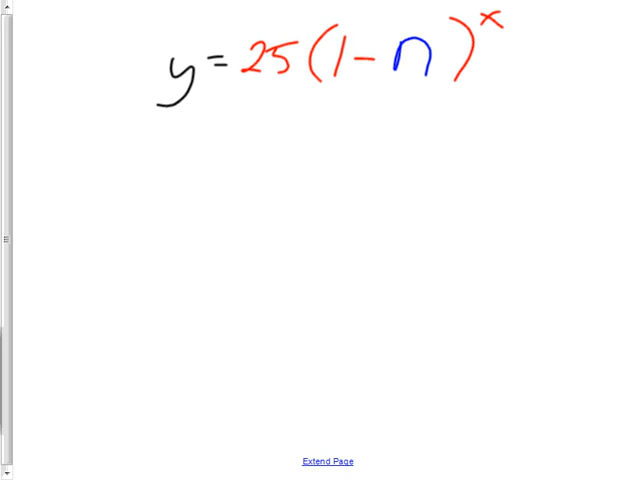 y = 25 (1 - n)^x
Extend Page